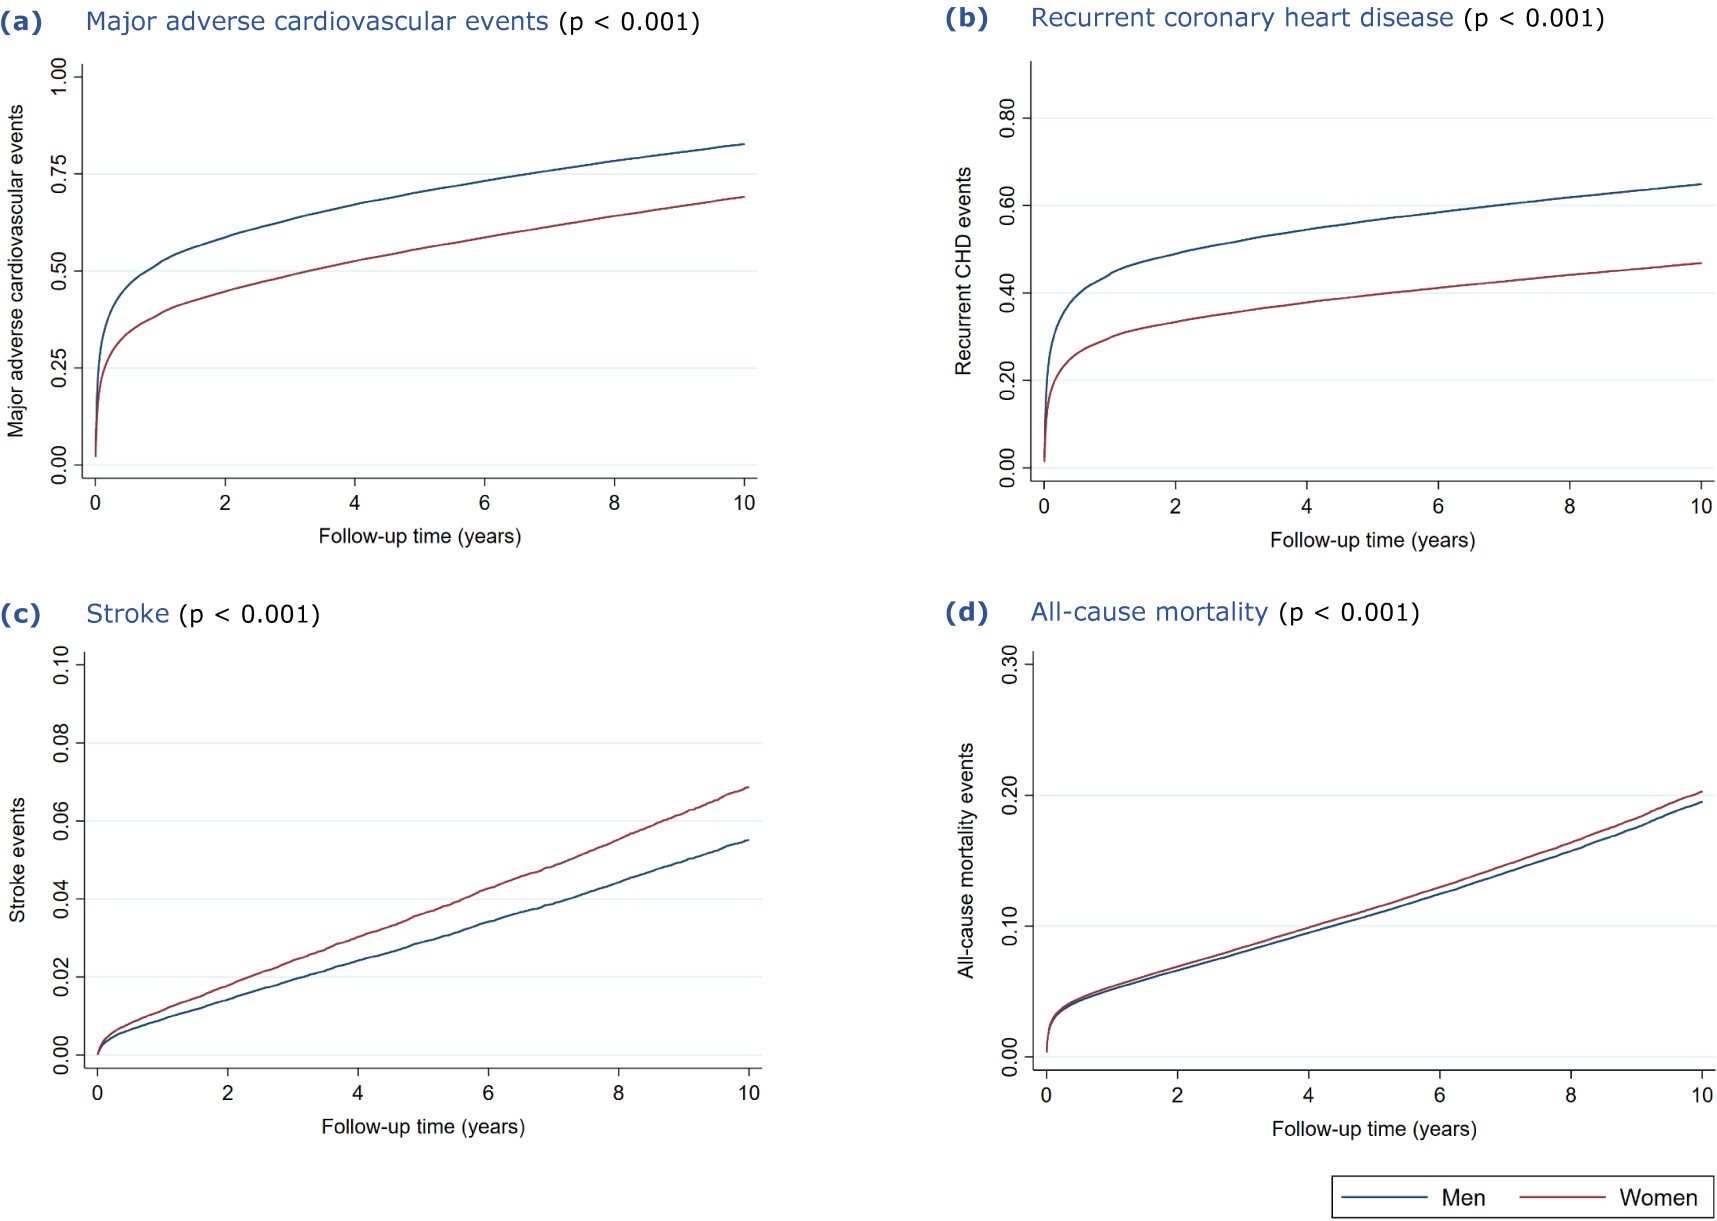 (a) Major adverse cardiovascular events (p < 0.001)
Major adverse cardiovascular events
1.00
0.75
0.50
0.25
0.00
0 2 4 6 8 10
Follow-up time (years)
(b) Recurrent coronary heart disease (p < 0.001)
Recurrent CHD events
0.80
0.60
0.40
0.20
0.00
0 2 4 6 8 10
Follow-up time (years)
(c) Stroke (p < 0.001)
Stroke events
0.10
0.08
0.06
0.04
0.02
0.00
0 2 4 6 8 10
Follow-up time (years)
(d) All-cause mortality (p < 0.001)
All-cause mortality events
0.30
0.20
0.10
0.00
0 2 4 6 8 10
Follow-up time (years)
Men Women